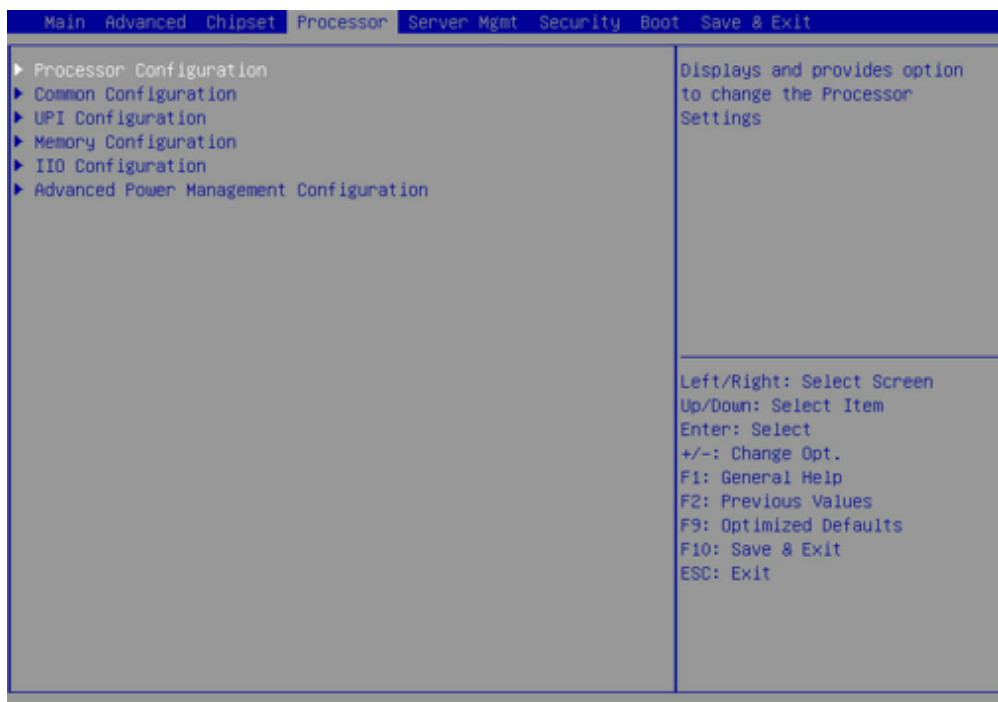 Main Advanced Chipset Processor Server Mgmt Security Boot Save & Exit
Processor Configuration
Common Configuration
UPI Configuration
Memory Configuration
IIO Configuration
Advanced Power Management Configuration
Displays and provides option
to change the Processor
Settings
Left/Right: Select Screen
Up/Down: Select Item
Enter: Select
+/-: Change Opt.
F1: General Help
F2: Previous Values
F9: Optimized Defaults
F10: Save & Exit
ESC: Exit